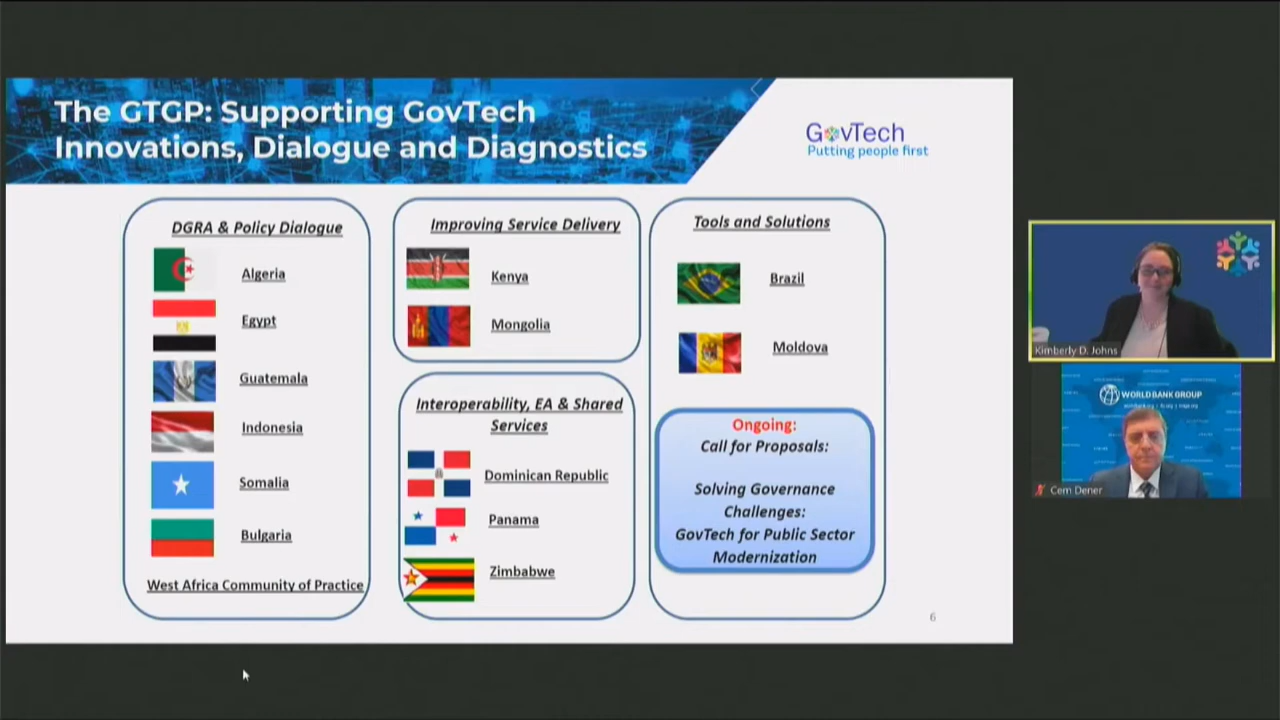 The GTGP: Supporting GovTech
Innovations, Dialogue and Diagnostics
GovTech
Putting people first
DGRA & Policy Dialogue
Algeria
Egypt
Guatemala
Indonesia
Somalia
Bulgaria
West Africa Community of Practice
Improving Service Delivery
Kenya
Mongolia
Interoperability, EA & Shared
Services
Dominican Republic
Panama
Zimbabwe
Tools and Solutions
Brazil
Moldova
Ongoing:
Call for Proposals:
Solving Governance
Challenges:
GovTech for Public Sector
Modernization
6
Kimberly D. Johns
WORLD BANK GROUP
Cem Dener